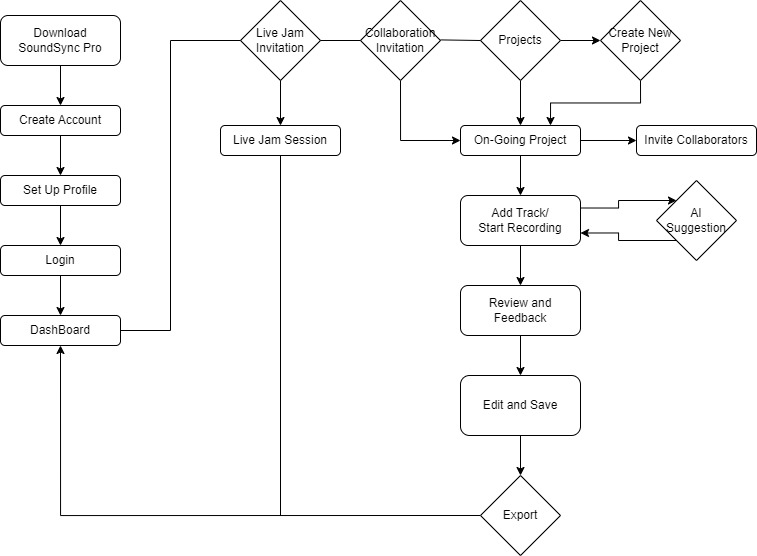 Download
SoundSync Pro
Live Jam
Invitation
Collaboration
Invitation
Projects
Create New
Project
Create Account
Live Jam Session
On-Going Project
Invite Collaborators
Set Up Profile
Add Track/
Start Recording
AI
Suggestion
Login
DashBoard
Review and
Feedback
Edit and Save
Export